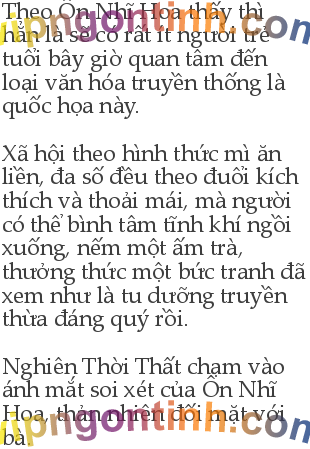 Theo Ôn Nhĩ Hoa thấy thì
hắn là sẽ có rất ít người trẻ
tuổi bây giờ quan tâm đến
loại văn hóa truyền thống là
quốc họa này.
Xã hội theo hình thức mì ăn
liền, đa số đều theo đuổi kích
thích và thoải mái, mà người
có thể bình tâm tĩnh khí ngồi
xuống, nếm một ấm trà,
thưởng thức một bức tranh đã
xem như là tu dưỡng truyền
thừa đáng quý rồi.
Nghiên Thời Thất chạm vào
ánh mắt soi xét của Ôn Nhĩ
Hoa, thản nhiên đối mặt với
bà.